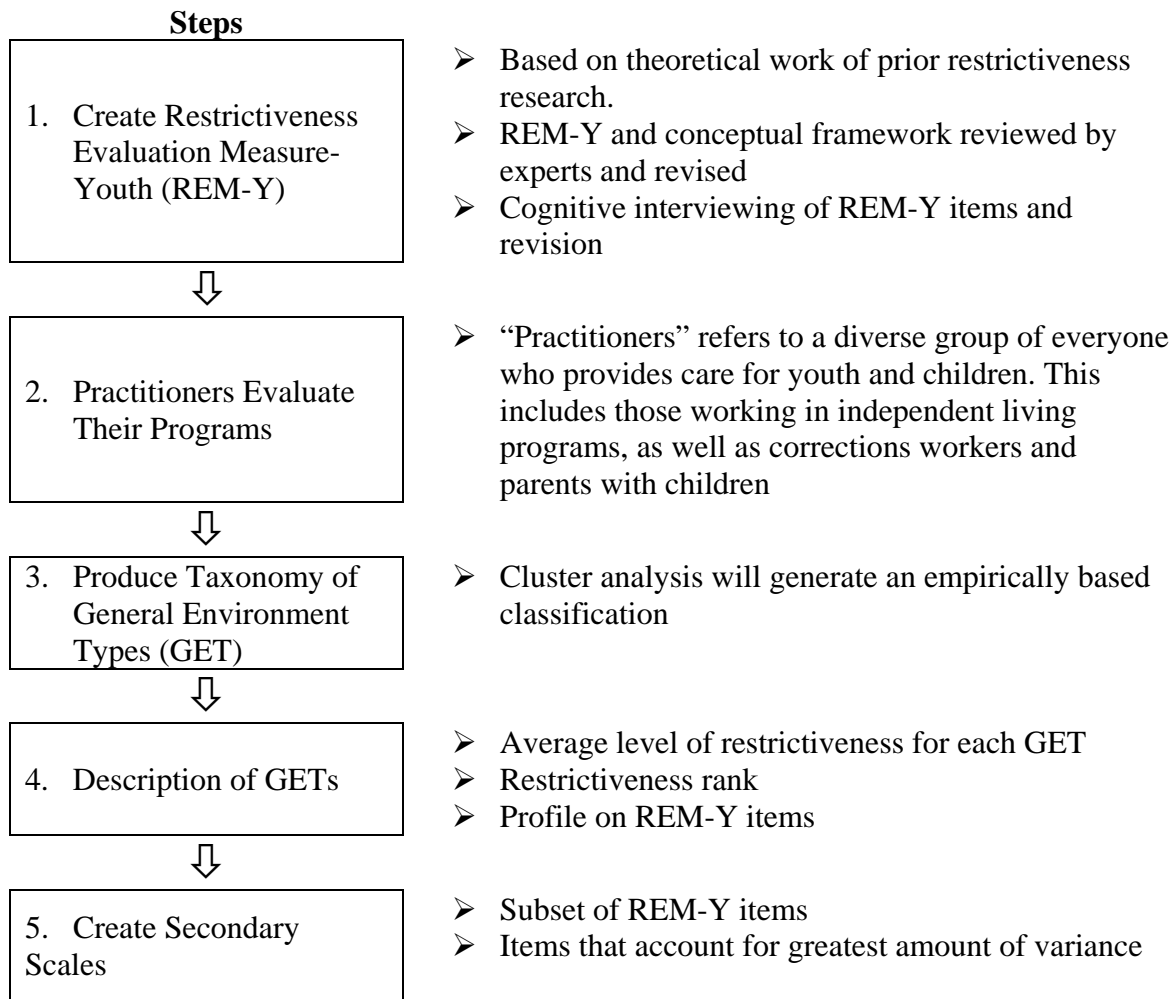 Steps
1. Create Restrictiveness
Evaluation Measure-
Youth (REM-Y)
➢ Based on theoretical work of prior restrictiveness
research.
➢ REM-Y and conceptual framework reviewed by
experts and revised
➢ Cognitive interviewing of REM-Y items and
revision
2. Practitioners Evaluate
Their Programs
➢ “Practitioners” refers to a diverse group of everyone
who provides care for youth and children. This
includes those working in independent living
programs, as well as corrections workers and
parents with children
3. Produce Taxonomy of
General Environment
Types (GET)
➢ Cluster analysis will generate an empirically based
classification
4. Description of GETs
➢ Average level of restrictiveness for each GET
➢ Restrictiveness rank
➢ Profile on REM-Y items
5. Create Secondary
Scales
➢ Subset of REM-Y items
➢ Items that account for greatest amount of variance